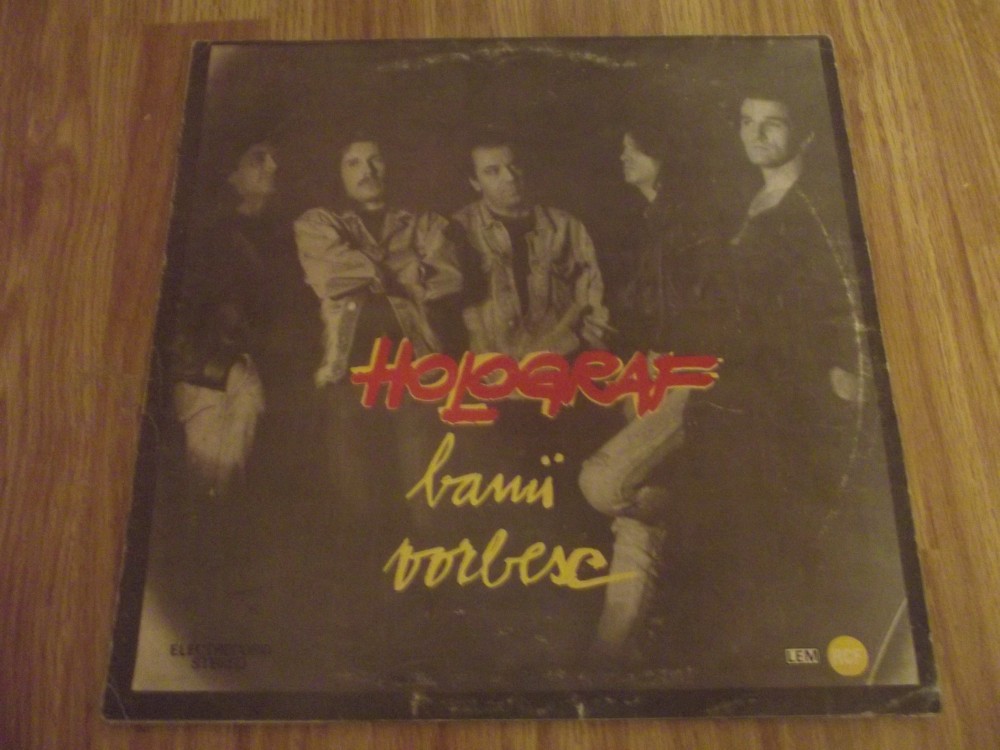 HOLOGRAF
banii
vorbesc
ELECTRECORD
STEREO
LEM